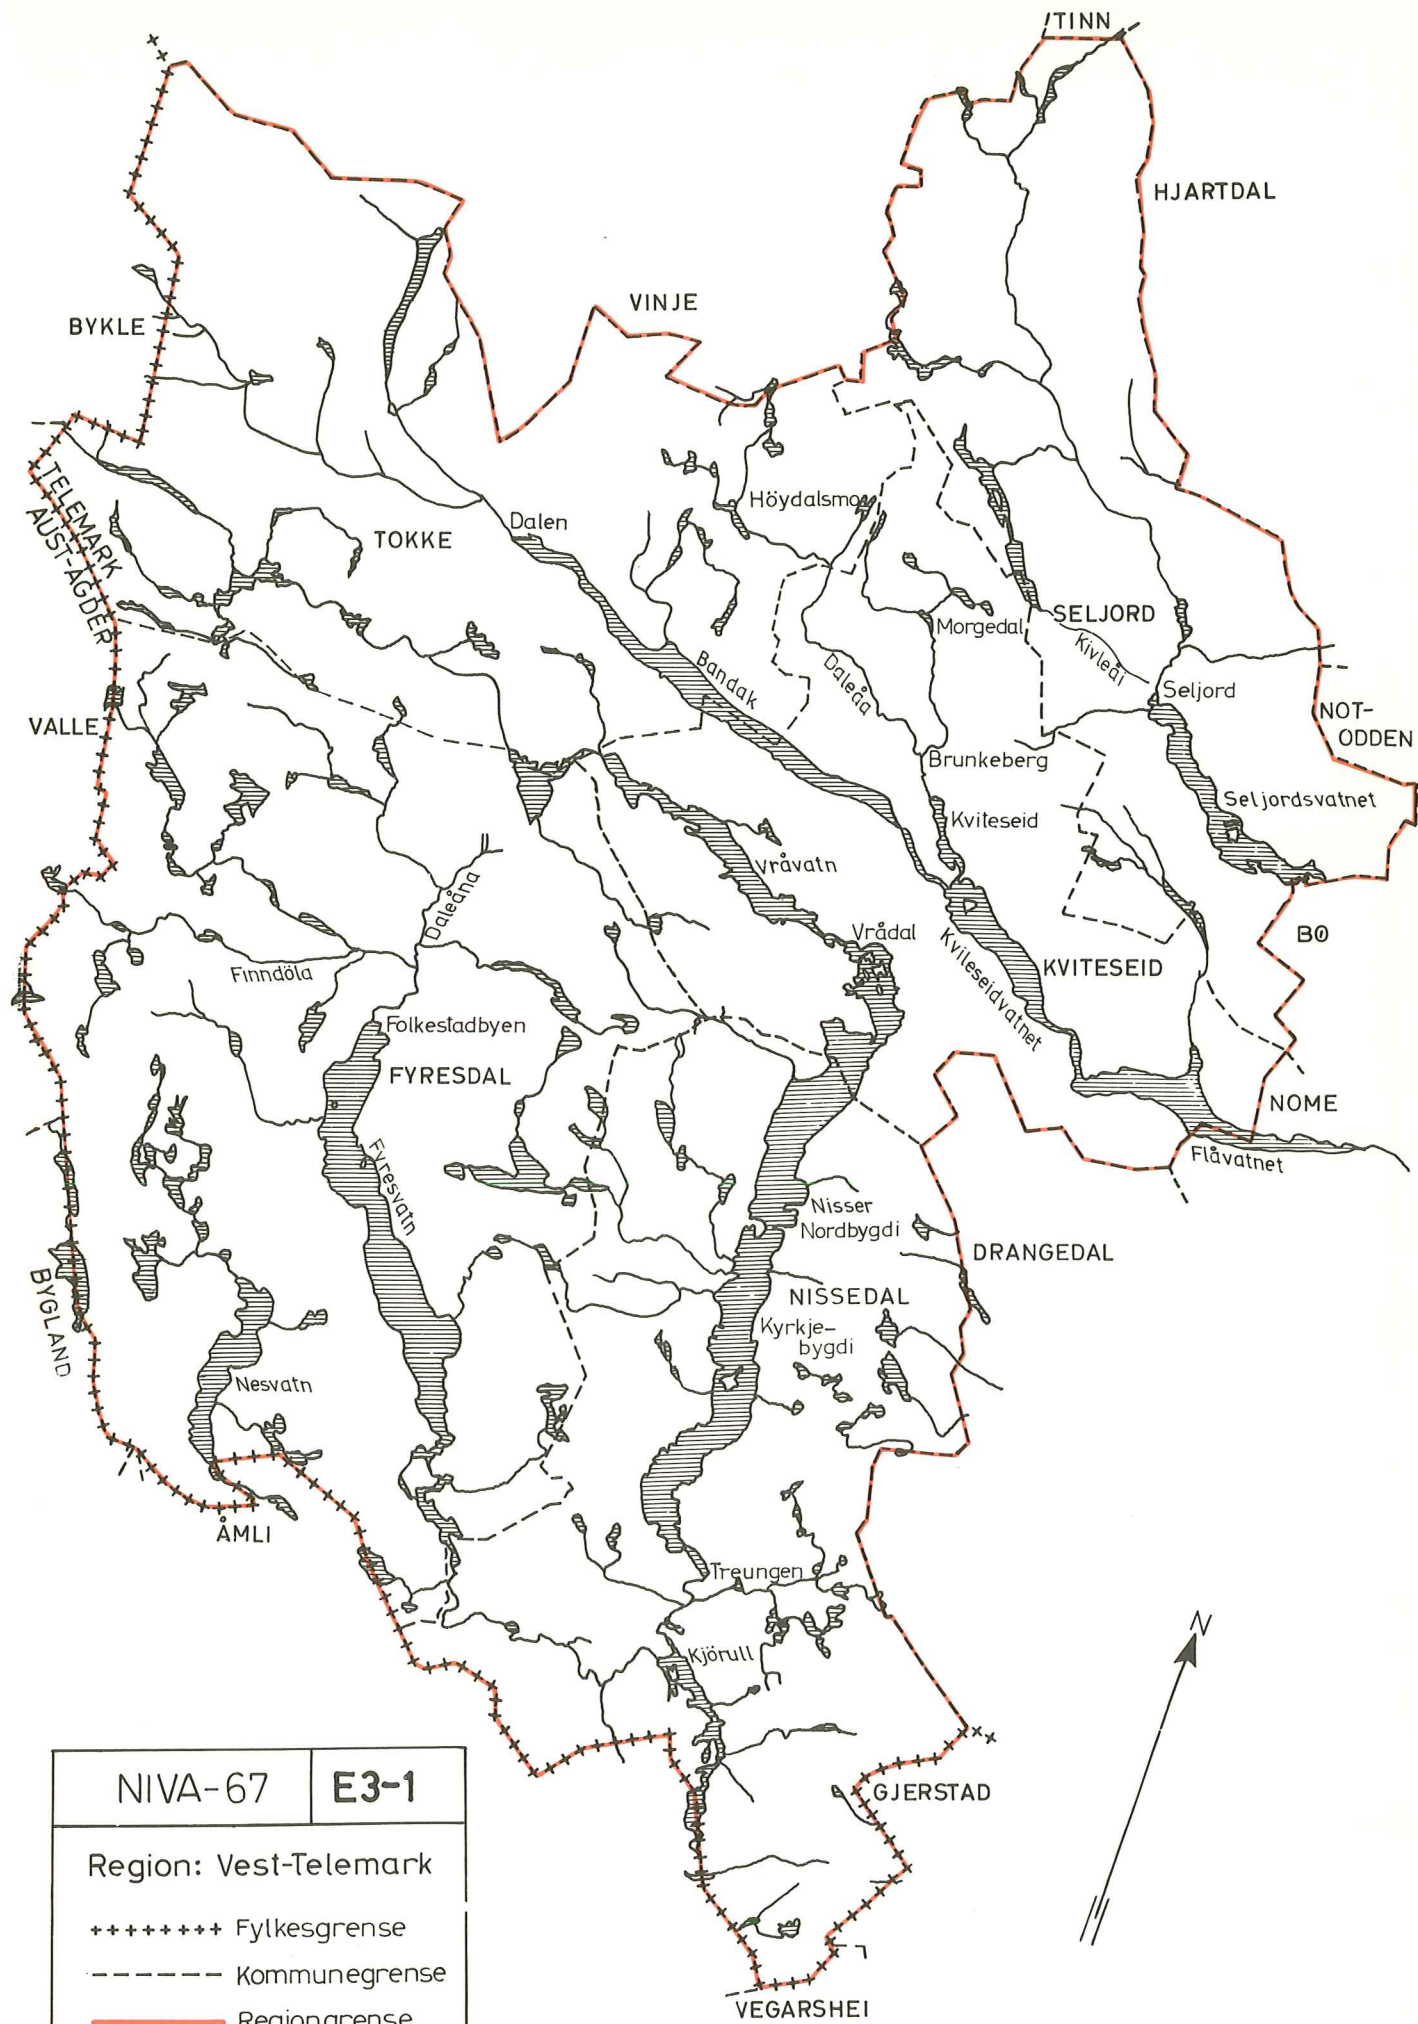 TINN
HJARTDAL
VINJE
BYKLE
TELEMARK
AUST-AGDER
TOKKE
Dalen
Höydalsmo
SELJORD
Morgedal
Kivleåi
Bandak
Daleåa
Seljord
VALLE
NOT-
ODDEN
Brunkeberg
Seljordsvatnet
Kviteseid
Vråvatn
Daleåna
Vrådal
BØ
Finndöla
Kvileseidvatnet
KVITESEID
Folkestadbyen
FYRESDAL
NOME
Flåvatnet
Fyresvatn
Nisser
Nordbygdi
DRANGEDAL
BYGLAND
NISSEDAL
Kyrkje-
bygdi
Nesvatn
ÅMLI
Treungen
Kjörull
N
GJERSTAD
VEGARSHEI
NIVA-67
E3-1
Region: Vest-Telemark
Fylkesgrense
Kommunegrense
Regiongrense